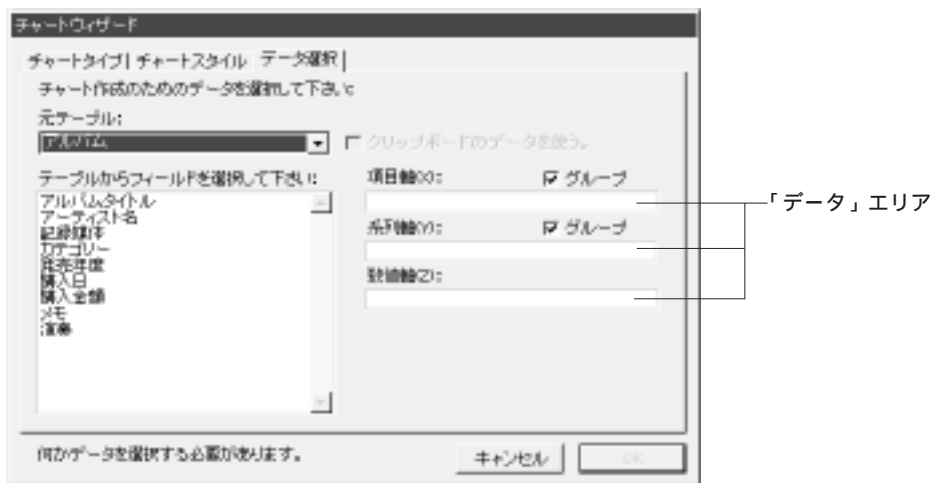 チャートウィザード
チャートタイプ チャートスタイル データ選択
チャート作成のためのデータを選択して下さい
元テーブル:
アルバム
クリップボードのデータを使う。
テーブルからフィールドを選択して下さい:
項目軸(X): グループ
アルバムタイトル
アーティスト名
記録媒体
カテゴリー
発売年度
購入日
購入金額
メモ
演奏
系列軸(Y): グループ
数値軸(Z):
「データ」エリア
何かデータを選択する必要があります。
キャンセル OK